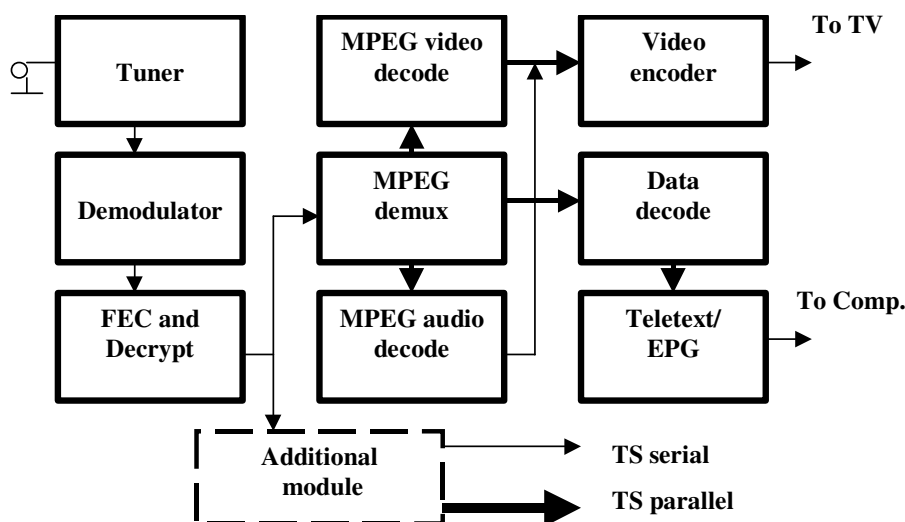 Tuner
MPEG video
decode
Video
encoder
To TV
Demodulator
MPEG
demux
Data
decode
FEC and
Decrypt
MPEG audio
decode
Teletext/
EPG
To Comp.
Additional
module
TS serial
TS parallel